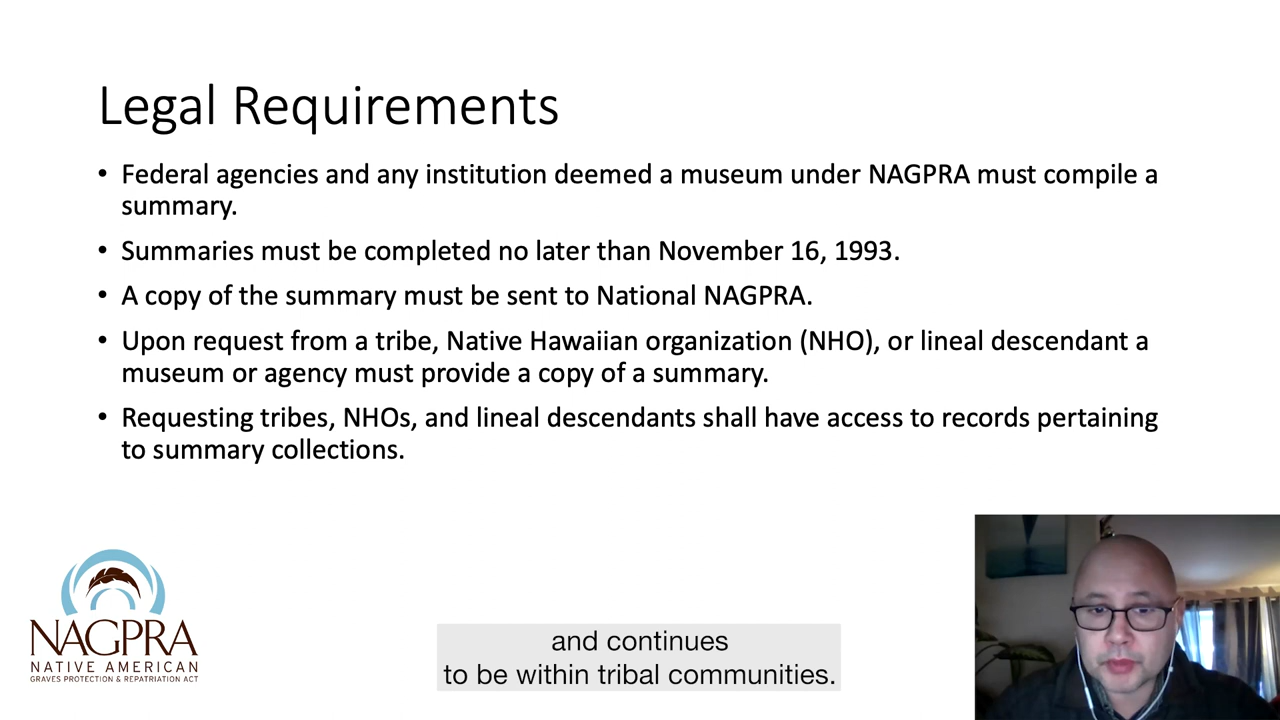 Legal Requirements
• Federal agencies and any institution deemed a museum under NAGPRA must compile a
summary.
• Summaries must be completed no later than November 16, 1993.
• A copy of the summary must be sent to National NAGPRA.
• Upon request from a tribe, Native Hawaiian organization (NHO), or lineal descendant a
museum or agency must provide a copy of a summary.
• Requesting tribes, NHOs, and lineal descendants shall have access to records pertaining
to summary collections.
NAGPRA
NATIVE AMERICAN
GRAVES PROTECTION & REPATRIATION ACT
and continues
to be within tribal communities.